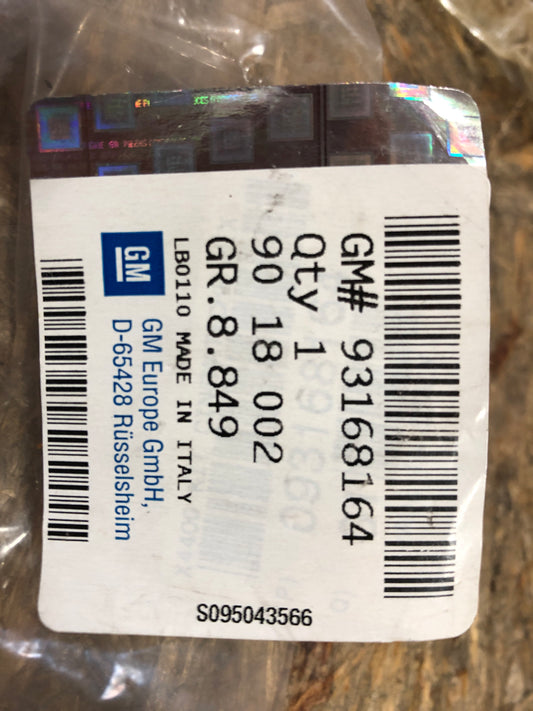 GM# 93168164
Qty 1
90 18 002
GR.8.849
LB0110 MADE IN ITALY
GM
GM Europe GmbH,
D-65428 Rüsselsheim
S095043566